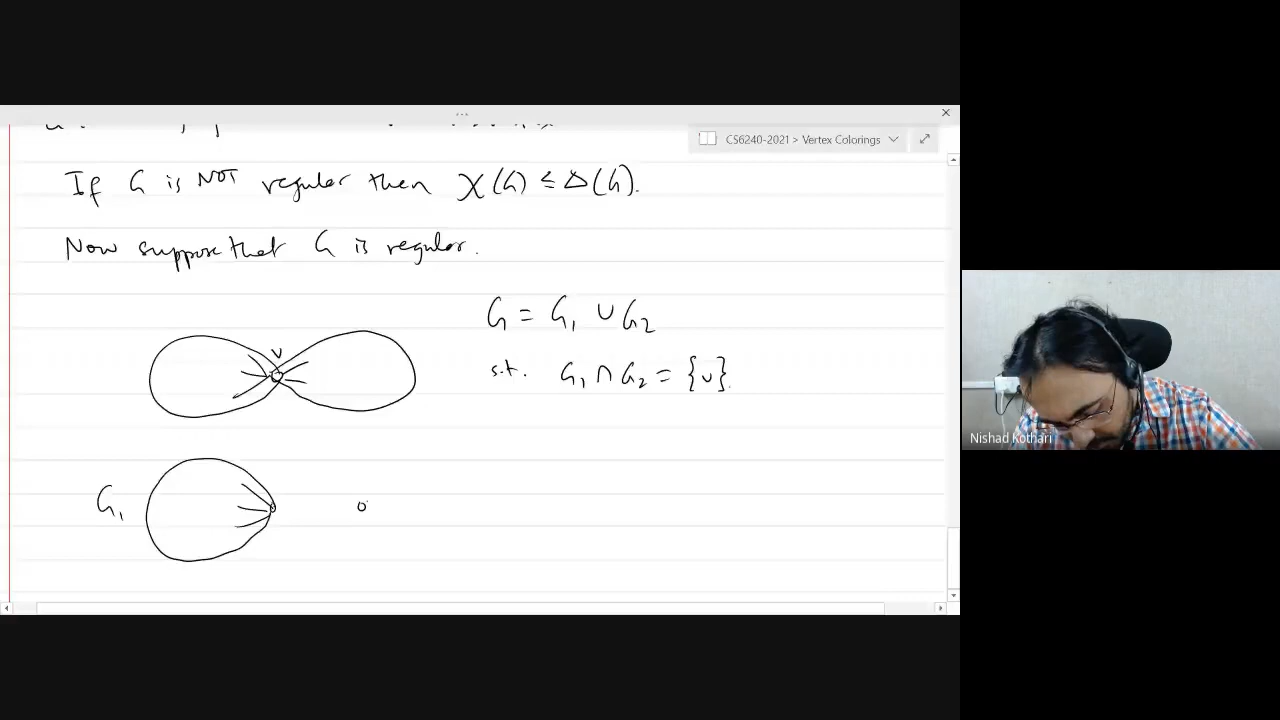 CS6240-2021 > Vertex Colorings
If G is NOT regular then χ(G) ≤ Δ(G).
Now suppose that G is regular.
G = G₁ ∪ G₂
v
s.t. G₁ ∩ G₂ = {v}.
G₁
Nishad Kothari